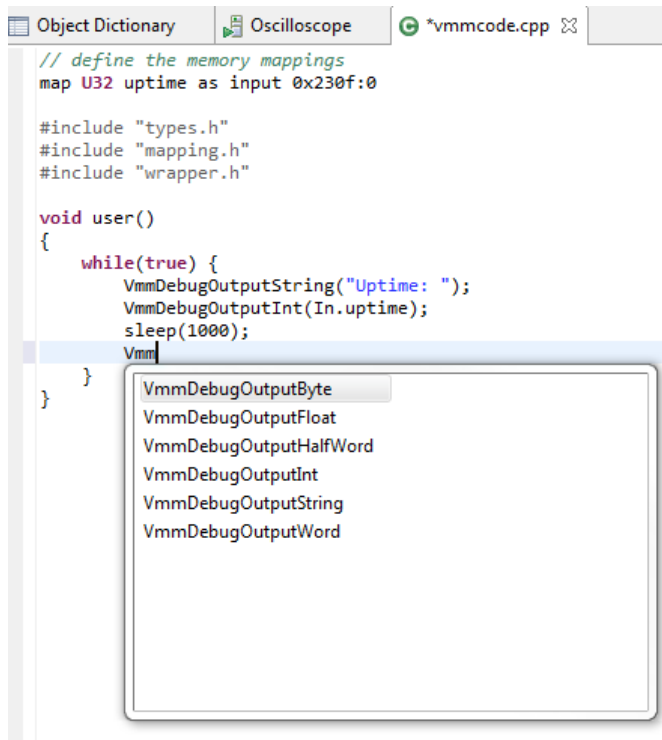 Object Dictionary Oscilloscope *vmmcode.cpp
// define the memory mappings
map U32 uptime as input 0x230f:0
#include "types.h"
#include "mapping.h"
#include "wrapper.h"
void user()
{
while(true) {
VmmDebugOutputString("Uptime: ");
VmmDebugOutputInt(In.uptime);
sleep(1000);
Vmm
}
}
VmmDebugOutputByte
VmmDebugOutputFloat
VmmDebugOutputHalfWord
VmmDebugOutputInt
VmmDebugOutputString
VmmDebugOutputWord